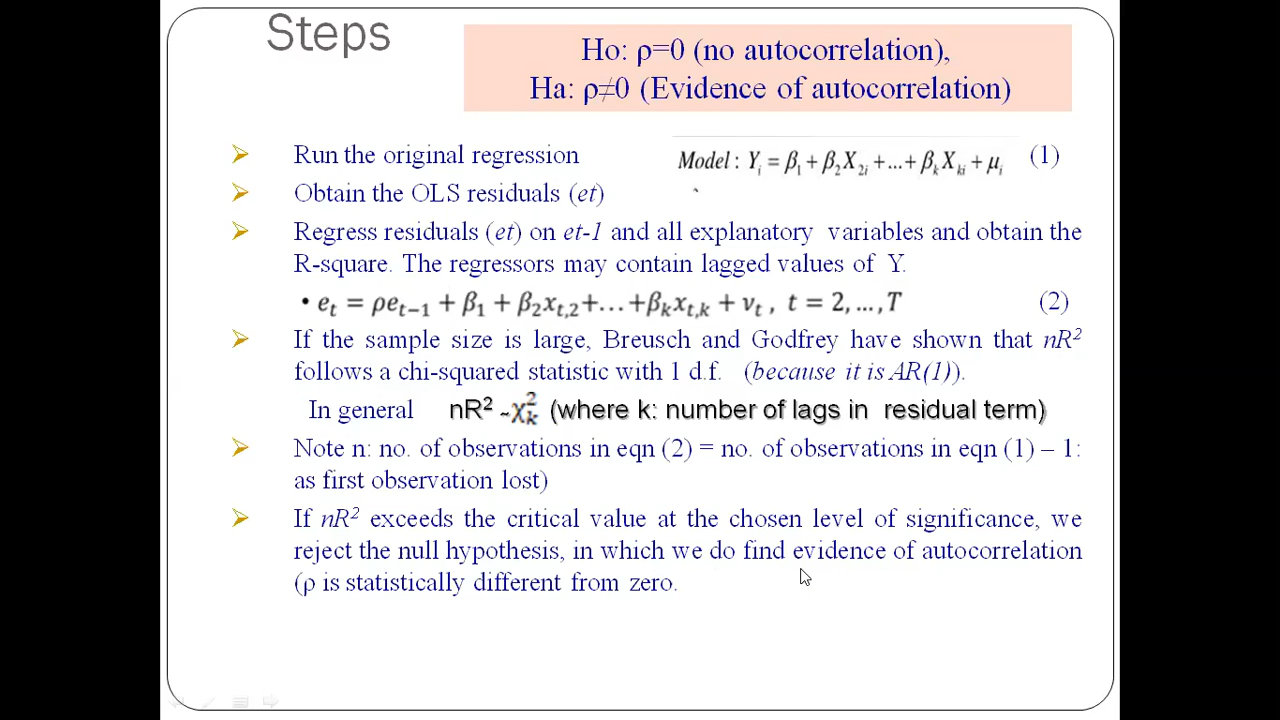 Steps
Ho: ρ=0 (no autocorrelation),
Ha: ρ≠0 (Evidence of autocorrelation)
Run the original regression
Model : Yᵢ = β₁ + β₂X₂ᵢ +...+ βₖXₖᵢ + μᵢ (1)
Obtain the OLS residuals (et)
Regress residuals (et) on et-1 and all explanatory variables and obtain the
R-square. The regressors may contain lagged values of Y.
• eₜ = ρeₜ₋₁ + β₁ + β₂xₜ,₂+...+βₖxₜ,ₖ + νₜ , t = 2, ..., T (2)
If the sample size is large, Breusch and Godfrey have shown that nR²
follows a chi-squared statistic with 1 d.f. (because it is AR(1)).
In general nR² ~χ²ₖ (where k: number of lags in residual term)
Note n: no. of observations in eqn (2) = no. of observations in eqn (1) – 1:
as first observation lost)
If nR² exceeds the critical value at the chosen level of significance, we
reject the null hypothesis, in which we do find evidence of autocorrelation
(ρ is statistically different from zero.